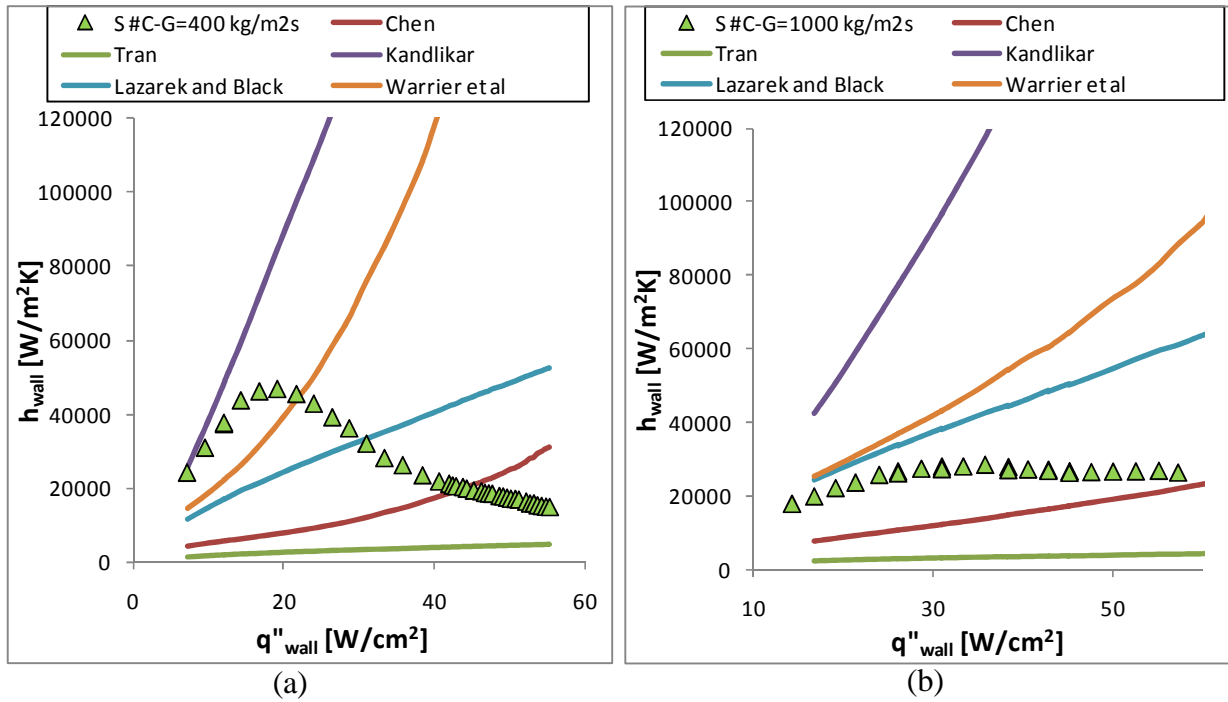 S #C-G=400 kg/m2s Chen
Tran Kandlikar
Lazarek and Black Warrier et al
120000
100000
80000
60000
40000
20000
0
0 20 40 60
h_wall [W/m²K]
q"_wall [W/cm²]
(a)
S #C-G=1000 kg/m2s Chen
Tran Kandlikar
Lazarek and Black Warrier et al
120000
100000
80000
60000
40000
20000
0
10 30 50
h_wall [W/m²K]
q"_wall [W/cm²]
(b)